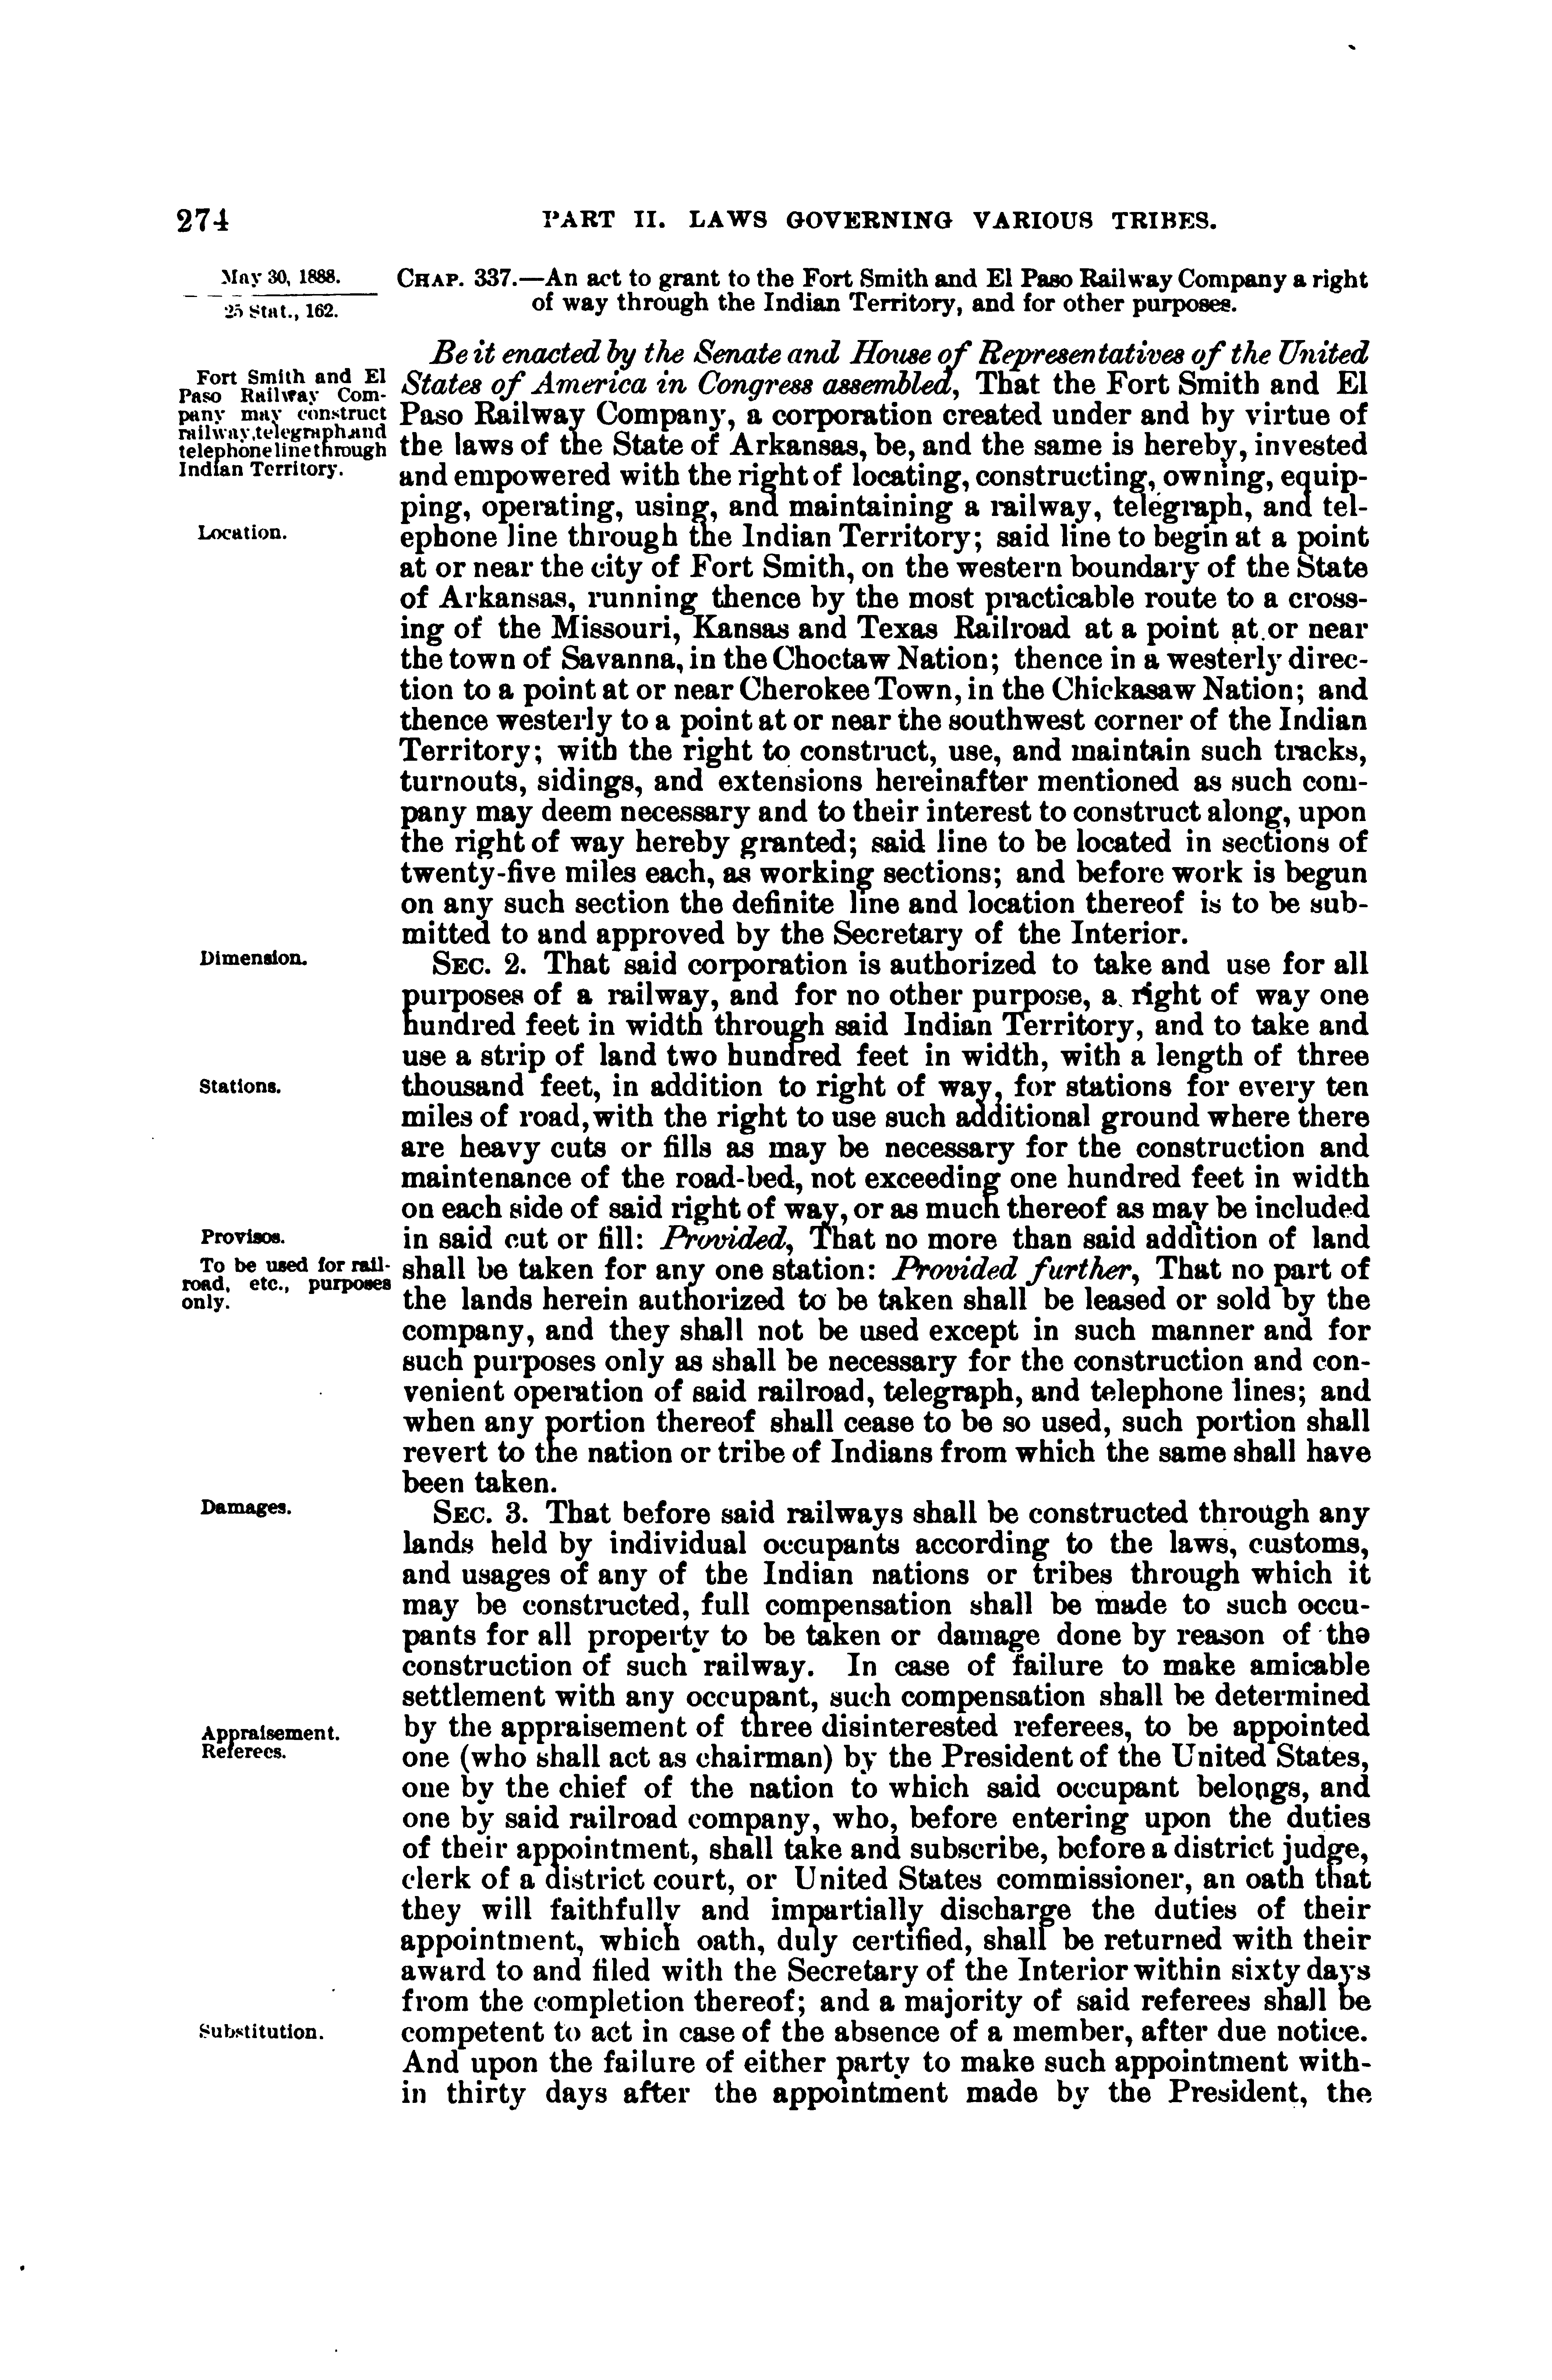 274
PART II. LAWS GOVERNING VARIOUS TRIBES.
May 30, 1888.
25 Stat., 162.
CHAP. 337.—An act to grant to the Fort Smith and El Paso Railway Company a right
of way through the Indian Territory, and for other purposes.
Fort Smith and El
Paso Railway Com-
pany may construct
railway, telegraph and
telephone line through
Indian Territory.
Be it enacted by the Senate and House of Representatives of the United
States of America in Congress assembled, That the Fort Smith and El
Paso Railway Company, a corporation created under and by virtue of
the laws of the State of Arkansas, be, and the same is hereby, invested
and empowered with the right of locating, constructing, owning, equip-
ping, operating, using, and maintaining a railway, telegraph, and tel-
Location.
ephone line through the Indian Territory; said line to begin at a point
at or near the city of Fort Smith, on the western boundary of the State
of Arkansas, running thence by the most practicable route to a cross-
ing of the Missouri, Kansas and Texas Railroad at a point at or near
the town of Savanna, in the Choctaw Nation; thence in a westerly direc-
tion to a point at or near Cherokee Town, in the Chickasaw Nation; and
thence westerly to a point at or near the southwest corner of the Indian
Territory; with the right to construct, use, and maintain such tracks,
turnouts, sidings, and extensions hereinafter mentioned as such com-
pany may deem necessary and to their interest to construct along, upon
the right of way hereby granted; said line to be located in sections of
twenty-five miles each, as working sections; and before work is begun
on any such section the definite line and location thereof is to be sub-
mitted to and approved by the Secretary of the Interior.
Dimension.
SEC. 2. That said corporation is authorized to take and use for all
purposes of a railway, and for no other purpose, a right of way one
hundred feet in width through said Indian Territory, and to take and
use a strip of land two hundred feet in width, with a length of three
Stations.
thousand feet, in addition to right of way, for stations for every ten
miles of road, with the right to use such additional ground where there
are heavy cuts or fills as may be necessary for the construction and
maintenance of the road-bed, not exceeding one hundred feet in width
on each side of said right of way, or as much thereof as may be included
Provisos.
in said cut or fill: Provided, That no more than said addition of land
To be used for rail-
road, etc., purposes
only.
shall be taken for any one station: Provided further, That no part of
the lands herein authorized to be taken shall be leased or sold by the
company, and they shall not be used except in such manner and for
such purposes only as shall be necessary for the construction and con-
venient operation of said railroad, telegraph, and telephone lines; and
when any portion thereof shall cease to be so used, such portion shall
revert to the nation or tribe of Indians from which the same shall have
been taken.
Damages.
SEC. 3. That before said railways shall be constructed through any
lands held by individual occupants according to the laws, customs,
and usages of any of the Indian nations or tribes through which it
may be constructed, full compensation shall be made to such occu-
pants for all property to be taken or damage done by reason of the
construction of such railway. In case of failure to make amicable
settlement with any occupant, such compensation shall be determined
Appraisement.
Referees.
by the appraisement of three disinterested referees, to be appointed
one (who shall act as chairman) by the President of the United States,
one by the chief of the nation to which said occupant belongs, and
one by said railroad company, who, before entering upon the duties
of their appointment, shall take and subscribe, before a district judge,
clerk of a district court, or United States commissioner, an oath that
they will faithfully and impartially discharge the duties of their
appointment, which oath, duly certified, shall be returned with their
award to and filed with the Secretary of the Interior within sixty days
from the completion thereof; and a majority of said referees shall be
Substitution.
competent to act in case of the absence of a member, after due notice.
And upon the failure of either party to make such appointment with-
in thirty days after the appointment made by the President, the